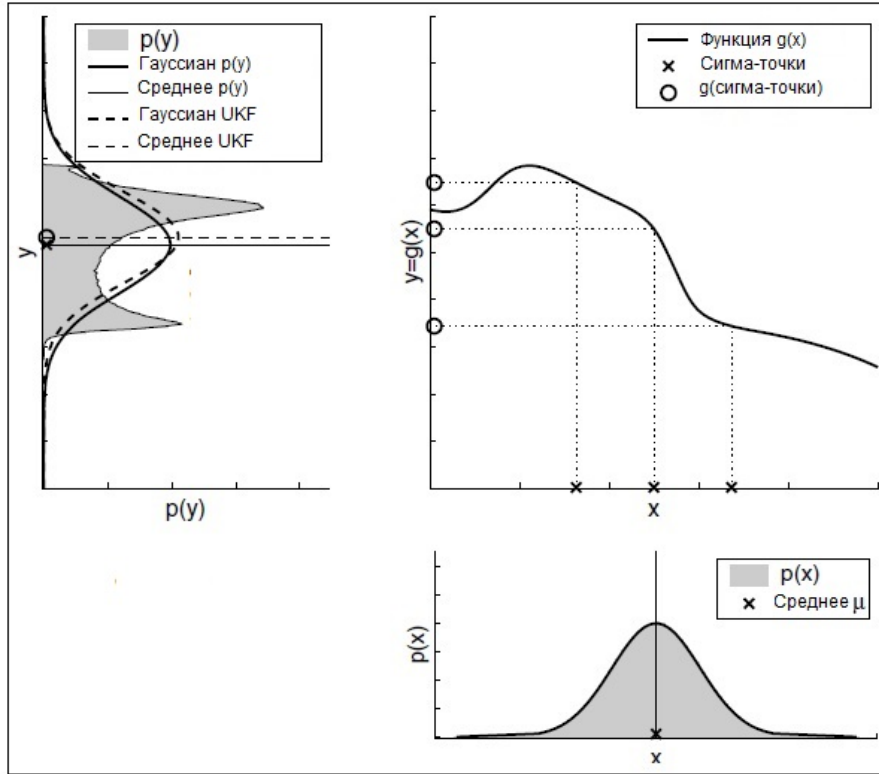 p(y)
Гауссиан p(y)
Среднее p(y)
Гауссиан UKF
Среднее UKF
y
p(y)
Функция g(x)
Сигма-точки
g(сигма-точки)
y=g(x)
x
p(x)
Среднее μ
p(x)
x